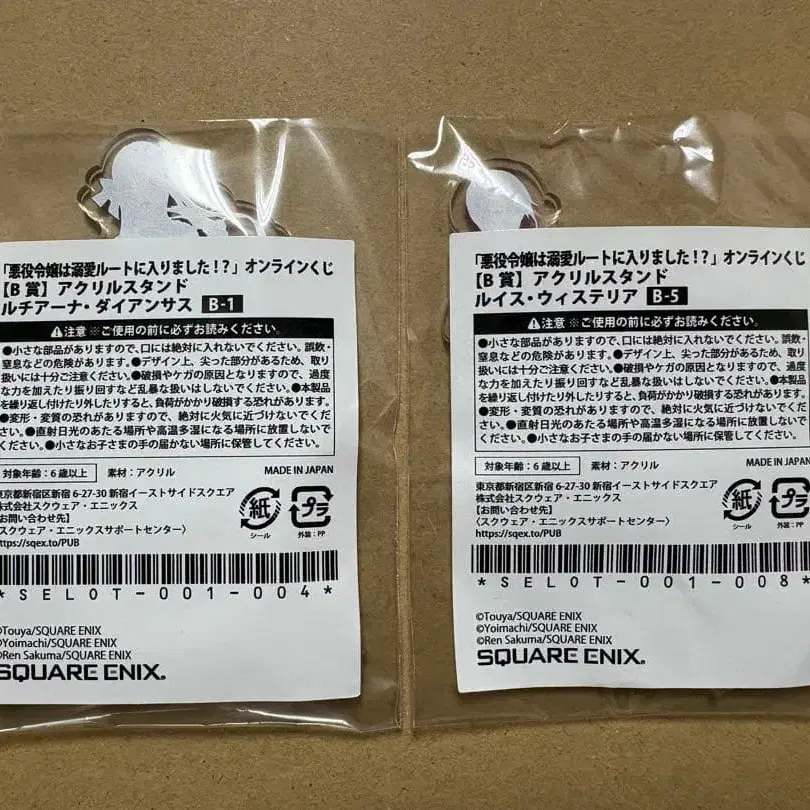 「悪役令嬢は溺愛ルートに入りました!?」オンラインくじ
【B 賞】アクリルスタンド
ルチアーナ・ダイアンサス B-1
⚠注意 ※ご使用の前に必ずお読みください。
●小さな部品がありますので、口には絶対に入れないでください。誤飲・
窒息などの危険があります。●デザイン上、尖った部分があるため、取り
扱いには十分ご注意ください。●破損やケガの原因となりますので、過度
な力を加えたり振り回すなど乱暴な扱いはしないでください。●本製品
を繰り返し付けたり外したりすると、負荷がかかり破損する恐れがあります。
●変形・変質の恐れがありますので、絶対に火気に近づけないでくだ
さい。●直射日光のあたる場所や高温多湿になる場所に放置しないで
ください。●小さなお子さまの手の届かない場所に保管してください。
対象年齢:6歳以上 素材:アクリル MADE IN JAPAN
東京都新宿区新宿 6-27-30 新宿イーストサイドスクエア
株式会社スクウェア・エニックス
【お問い合わせ先】
スクウェア・エニックスサポートセンター〉
https://sqex.to/PUB
紙
シール
プラ
外装:PP
*SELOT-001-004*
©Touya/SQUARE ENIX
©Yoimachi/SQUARE ENIX
©Ren Sakuma/SQUARE ENIX
SQUARE ENIX.
「悪役令嬢は溺愛ルートに入りました!?」オンラインくじ
【B 賞】アクリルスタンド
ルイス・ウィステリア B-5
⚠注意 ※ご使用の前に必ずお読みください。
●小さな部品がありますので、口には絶対に入れないでください。誤飲・
窒息などの危険があります。●デザイン上、尖った部分があるため、取り
扱いには十分ご注意ください。●破損やケガの原因となりますので、過度
な力を加えたり振り回すなど乱暴な扱いはしないでください。●本製品
を繰り返し付けたり外したりすると、負荷がかかり破損する恐れがあります。
●変形・変質の恐れがありますので、絶対に火気に近づけないでくだ
さい。●直射日光のあたる場所や高温多湿になる場所に放置しないで
ください。●小さなお子さまの手の届かない場所に保管してください。
対象年齢:6歳以上 素材:アクリル MADE IN JAPAN
東京都新宿区新宿 6-27-30 新宿イーストサイドスクエア
株式会社スクウェア・エニックス
【お問い合わせ先】
〈スクウェア・エニックスサポートセンター〉
https://sqex.to/PUB
紙
シール
プラ
外装:PP
*SELOT-001-008*
©Touya/SQUARE ENIX
©Yoimachi/SQUARE ENIX
©Ren Sakuma/SQUARE ENIX
SQUARE ENIX.